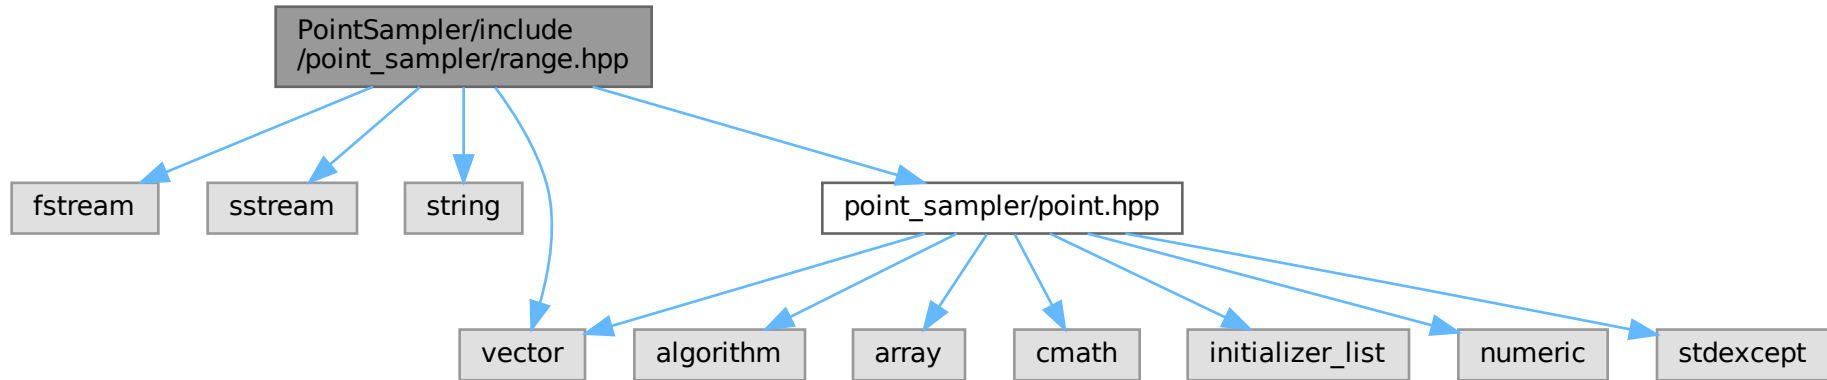 PointSampler/include
/point_sampler/range.hpp
fstream
sstream
string
point_sampler/point.hpp
vector
algorithm
array
cmath
initializer_list
numeric
stdexcept